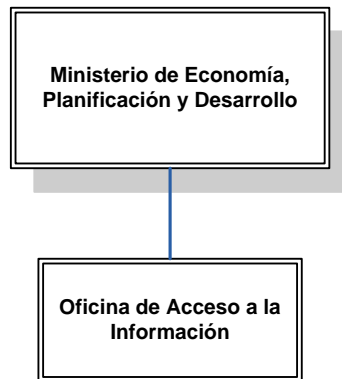 Ministerio de Economía,
Planificación y Desarrollo
Oficina de Acceso a la
Información